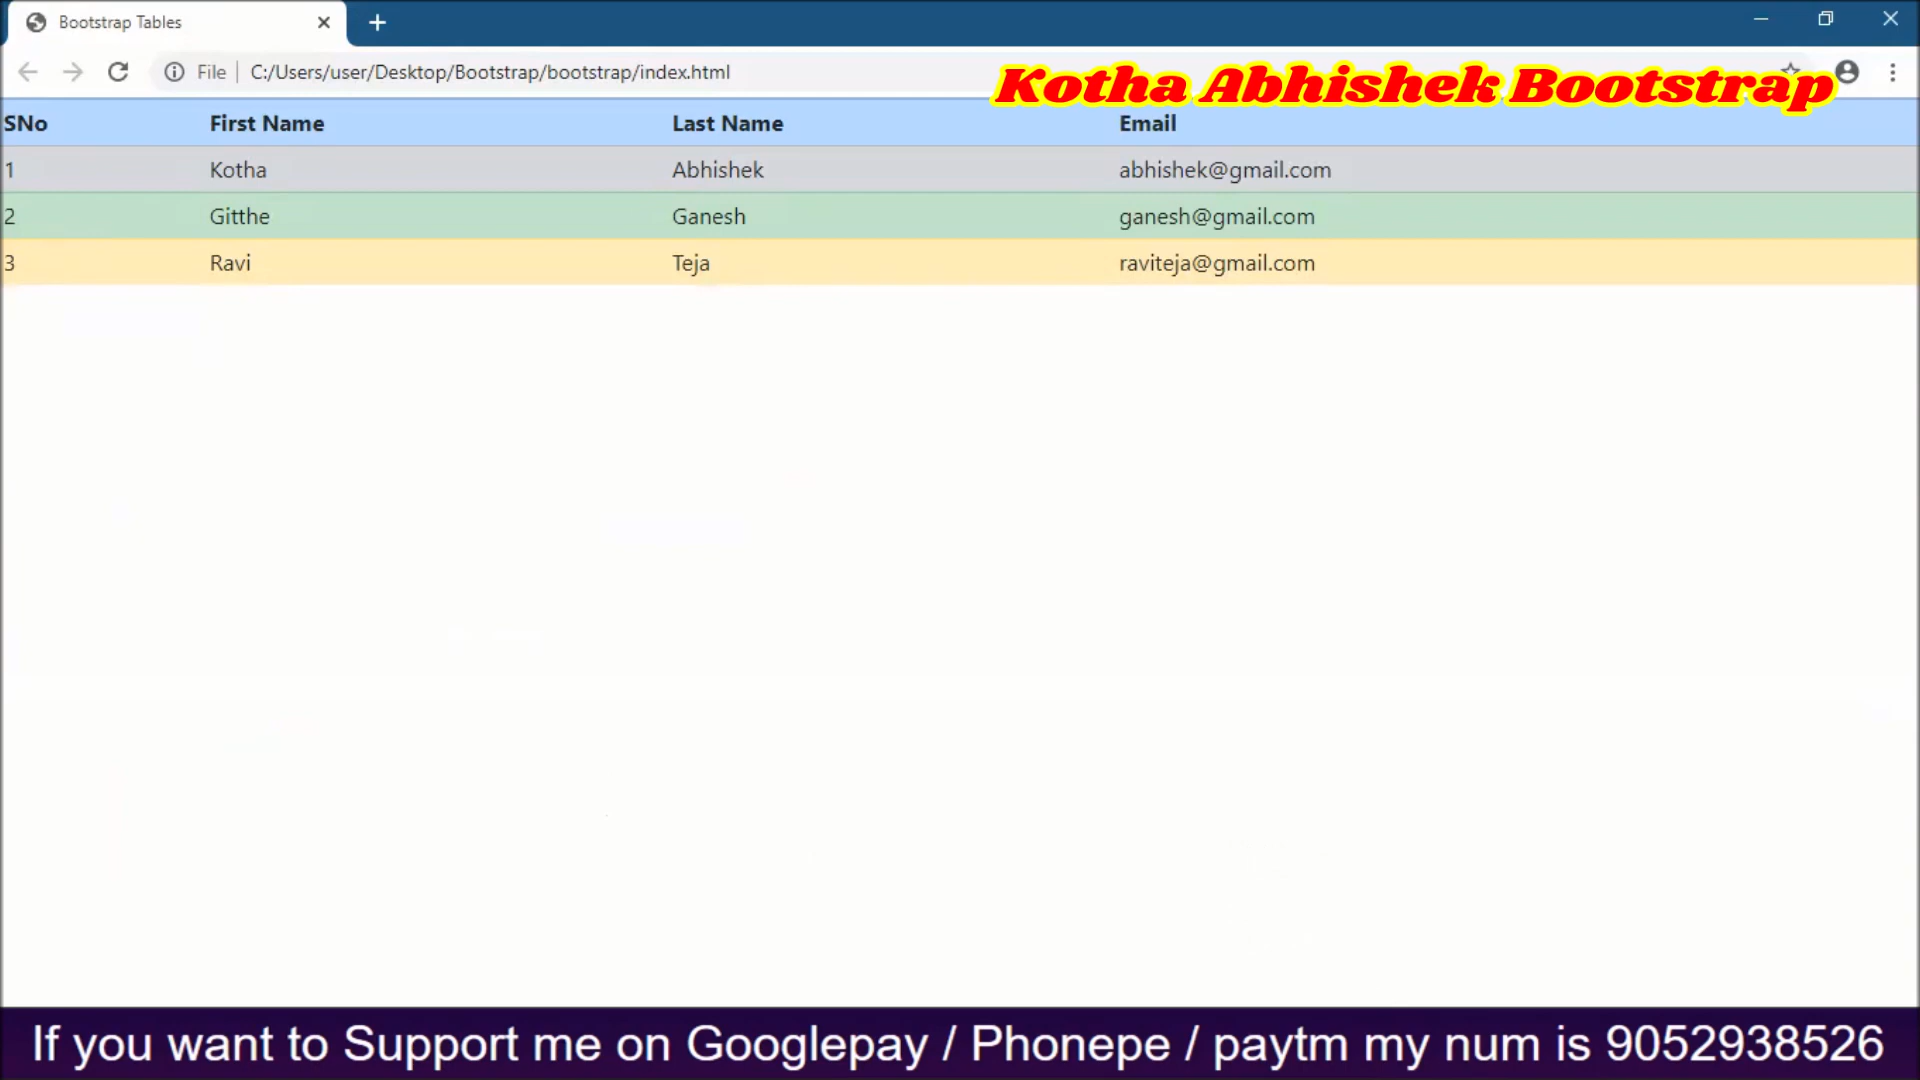 Bootstrap Tables
File C:/Users/user/Desktop/Bootstrap/bootstrap/index.html
Kotha Abhishek Bootstrap
SNo First Name Last Name Email
1 Kotha Abhishek abhishek@gmail.com
2 Gitthe Ganesh ganesh@gmail.com
3 Ravi Teja raviteja@gmail.com
If you want to Support me on Googlepay / Phonepe / paytm my num is 9052938526